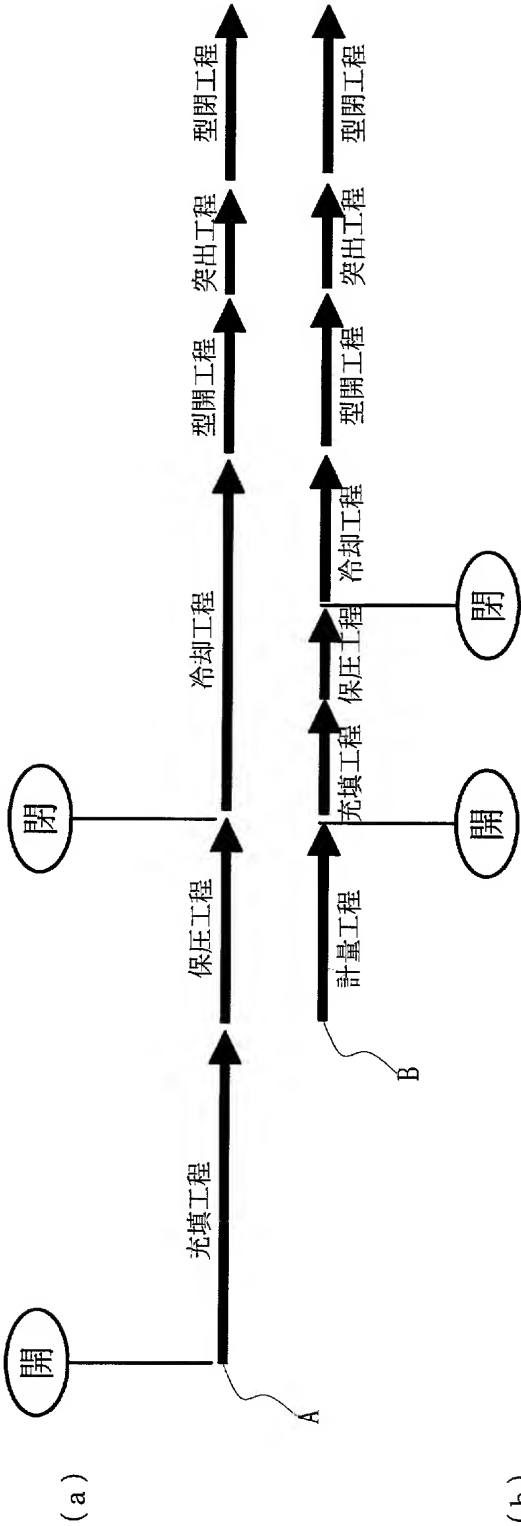 (a)
開
閉
充填工程
保圧工程
冷却工程
型開工程
突出工程
型閉工程
A
計量工程
充填工程
保圧工程
冷却工程
型開工程
突出工程
型閉工程
B
開
閉
(b)